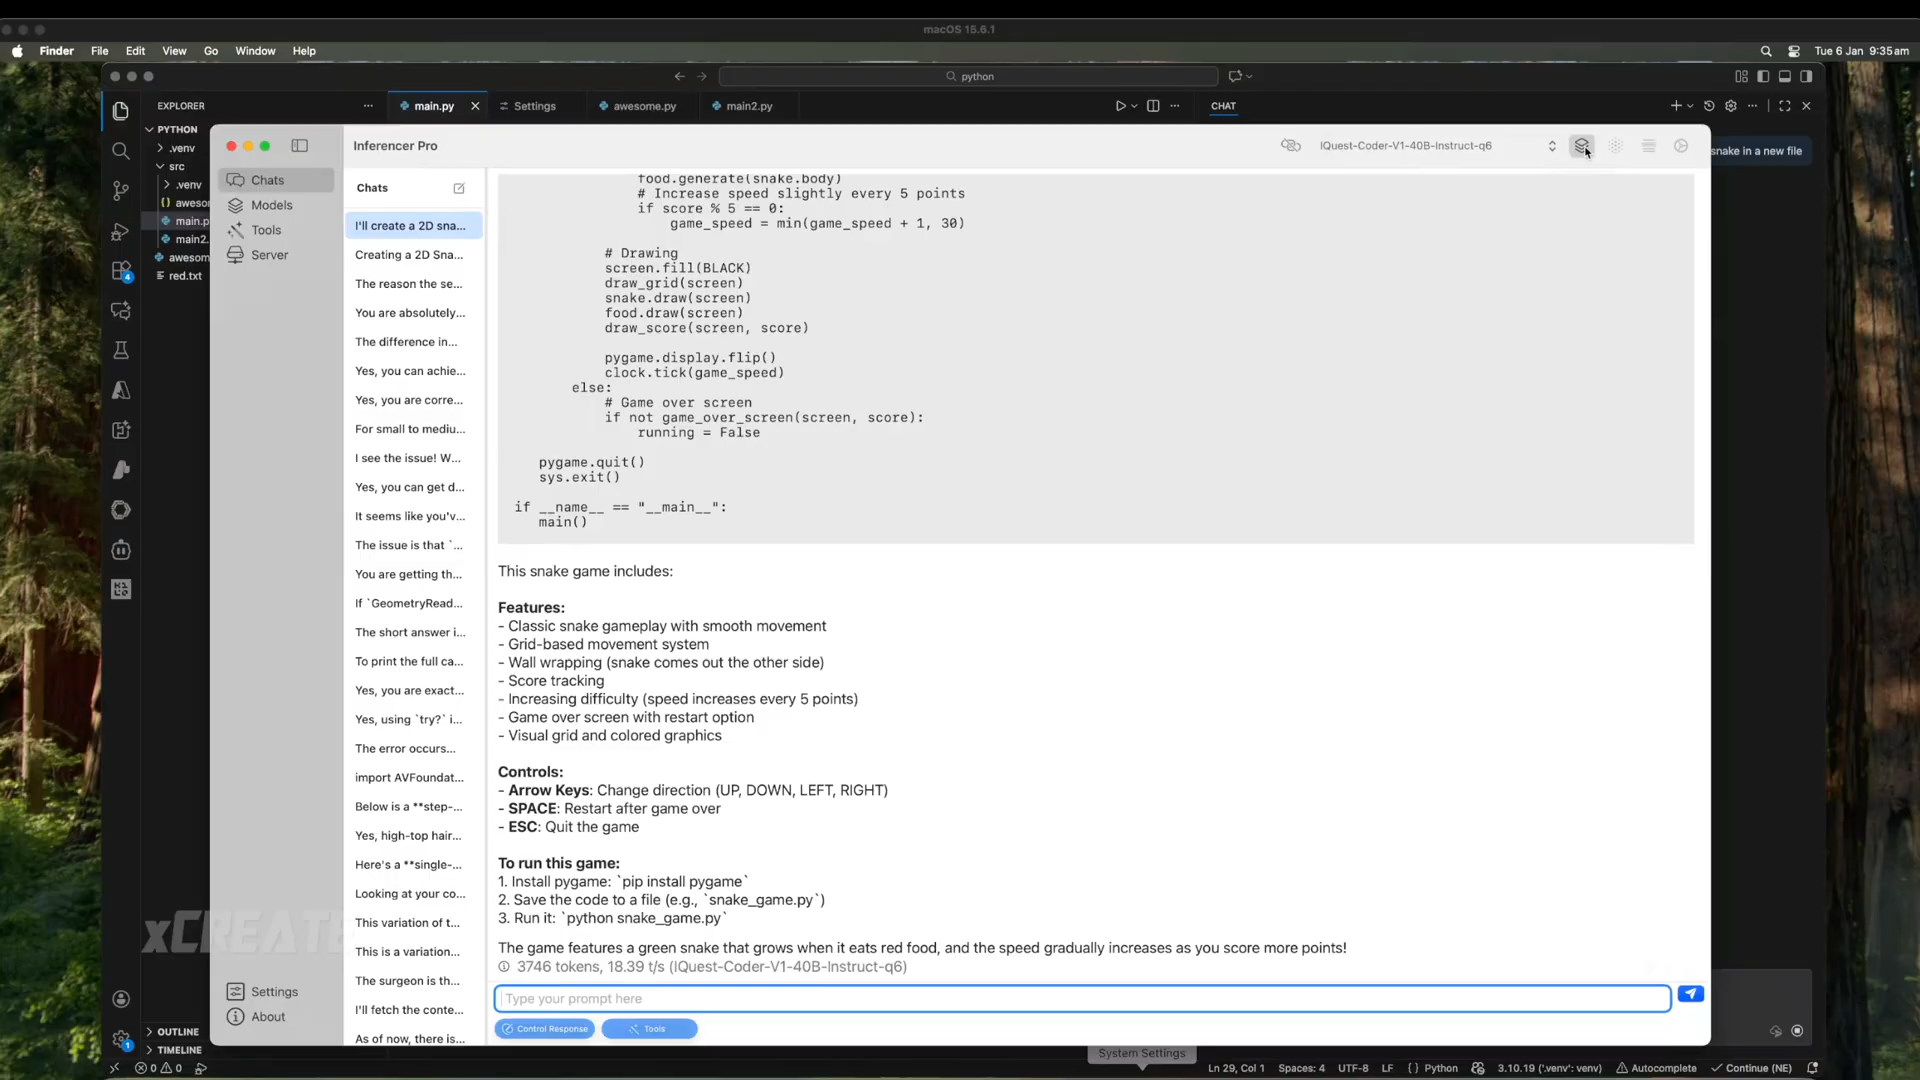 macOS 15.6.1
Finder File Edit View Go Window Help
Tue 6 Jan 9:35am
python
EXPLORER
main.py
Settings
awesome.py
main2.py
CHAT
PYTHON
.venv
src
.venv
aweso
main.p
main2.
awesom
red.txt
snake in a new file
Inferencer Pro
IQuest-Coder-V1-40B-Instruct-q6
Chats
Models
Tools
Server
Settings
About
Chats
I'll create a 2D sna...
Creating a 2D Sna...
The reason the se...
You are absolutely...
The difference in...
Yes, you can achie...
Yes, you are corre...
For small to mediu...
I see the issue! W...
Yes, you can get d...
It seems like you'v...
The issue is that `...
You are getting th...
If `GeometryRead...
The short answer i...
To print the full ca...
Yes, you are exact...
Yes, using `try?` i...
The error occurs...
import AVFoundat...
Below is a **step-...
Yes, high-top hair...
Here's a **single-...
Looking at your co...
This variation of t...
This is a variation...
The surgeon is th...
I'll fetch the conte...
As of now, there is...
food.generate(snake.body)
# Increase speed slightly every 5 points
if score % 5 == 0:
game_speed = min(game_speed + 1, 30)
# Drawing
screen.fill(BLACK)
draw_grid(screen)
snake.draw(screen)
food.draw(screen)
draw_score(screen, score)
pygame.display.flip()
clock.tick(game_speed)
else:
# Game over screen
if not game_over_screen(screen, score):
running = False
pygame.quit()
sys.exit()
if __name__ == "__main__":
main()
This snake game includes:
Features:
- Classic snake gameplay with smooth movement
- Grid-based movement system
- Wall wrapping (snake comes out the other side)
- Score tracking
- Increasing difficulty (speed increases every 5 points)
- Game over screen with restart option
- Visual grid and colored graphics
Controls:
- Arrow Keys: Change direction (UP, DOWN, LEFT, RIGHT)
- SPACE: Restart after game over
- ESC: Quit the game
To run this game:
1. Install pygame: `pip install pygame`
2. Save the code to a file (e.g., `snake_game.py`)
3. Run it: `python snake_game.py`
The game features a green snake that grows when it eats red food, and the speed gradually increases as you score more points!
3746 tokens, 18.39 t/s (IQuest-Coder-V1-40B-Instruct-q6)
Type your prompt here
Control Response
Tools
xCREATE
OUTLINE
TIMELINE
System Settings
4
1
0 0
Ln 29, Col 1
Spaces: 4
UTF-8
LF
{ } Python
3.10.19 ('.venv': venv)
Autocomplete
Continue (NE)